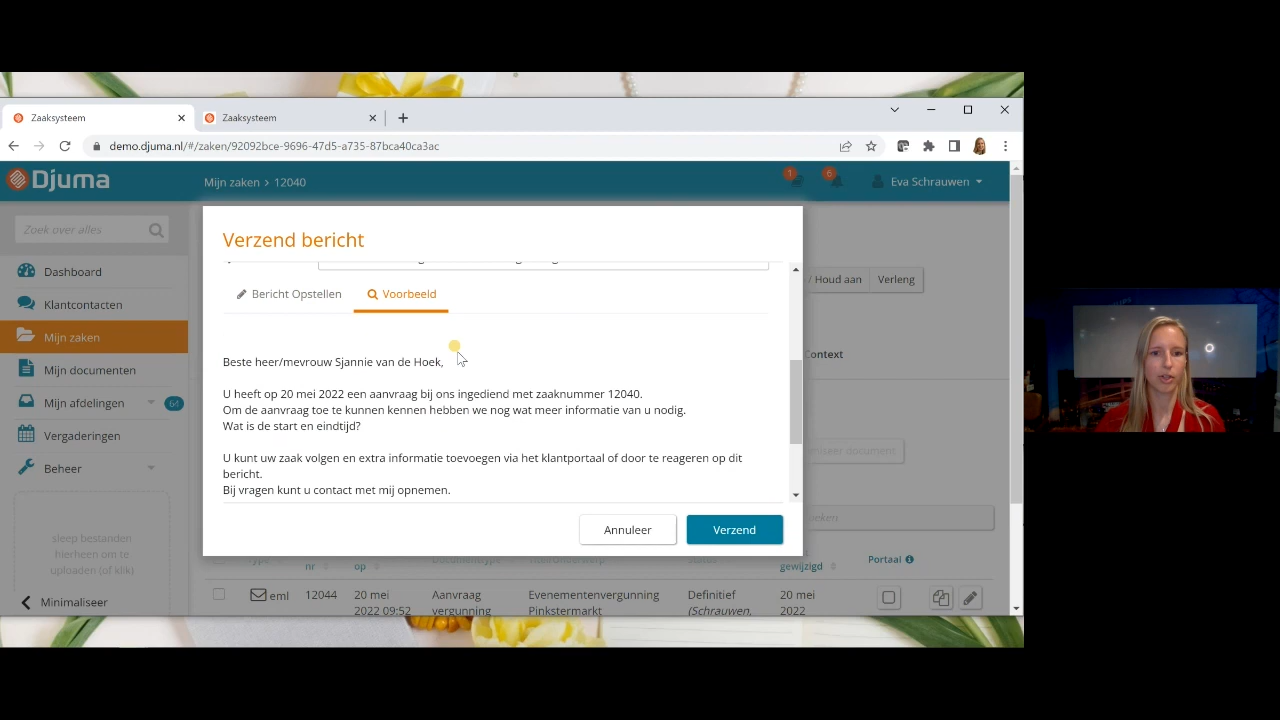 Zaaksysteem
Zaaksysteem
demo.djuma.nl/#/zaken/92092bce-9696-47d5-a735-87bca40ca3ac
Djuma
Mijn zaken > 12040
1
6
Eva Schrauwen
Zoek over alles
Dashboard
Klantcontacten
Mijn zaken
Mijn documenten
Mijn afdelingen
64
Vergaderingen
Beheer
sleep bestanden
hierheen om te
uploaden (of klik)
Minimaliseer
Verzend bericht
Bericht Opstellen
Voorbeeld
Beste heer/mevrouw Sjannie van de Hoek,
U heeft op 20 mei 2022 een aanvraag bij ons ingediend met zaaknummer 12040.
Om de aanvraag toe te kunnen kennen hebben we nog wat meer informatie van u nodig.
Wat is de start en eindtijd?
U kunt uw zaak volgen en extra informatie toevoegen via het klantportaal of door te reageren op dit
bericht.
Bij vragen kunt u contact met mij opnemen.
Annuleer
Verzend
/ Houd aan
Verleng
Context
document
nr
op
gewijzigd
Portaal
eml
12044
20 mei
2022 09:52
Aanvraag
vergunning
Evenementenvergunning
Pinkstermarkt
Definitief
(Schrauwen,
20 mei
2022